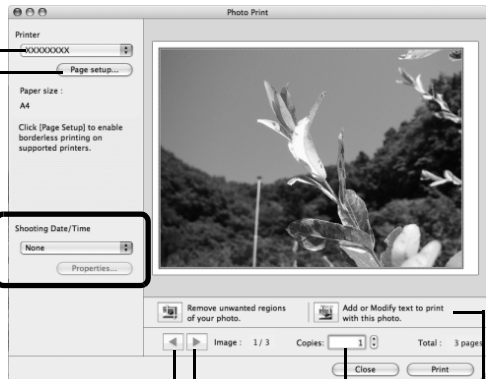 Photo Print
Printer
XXXXXXXX
Page setup...
Paper size :
A4
Click [Page Setup] to enable
borderless printing on
supported printers.
Shooting Date/Time
None
Properties...
Remove unwanted regions
of your photo.
Add or Modify text to print
with this photo.
Image : 1 / 3
Copies: 1
Total : 3 pages
Close
Print